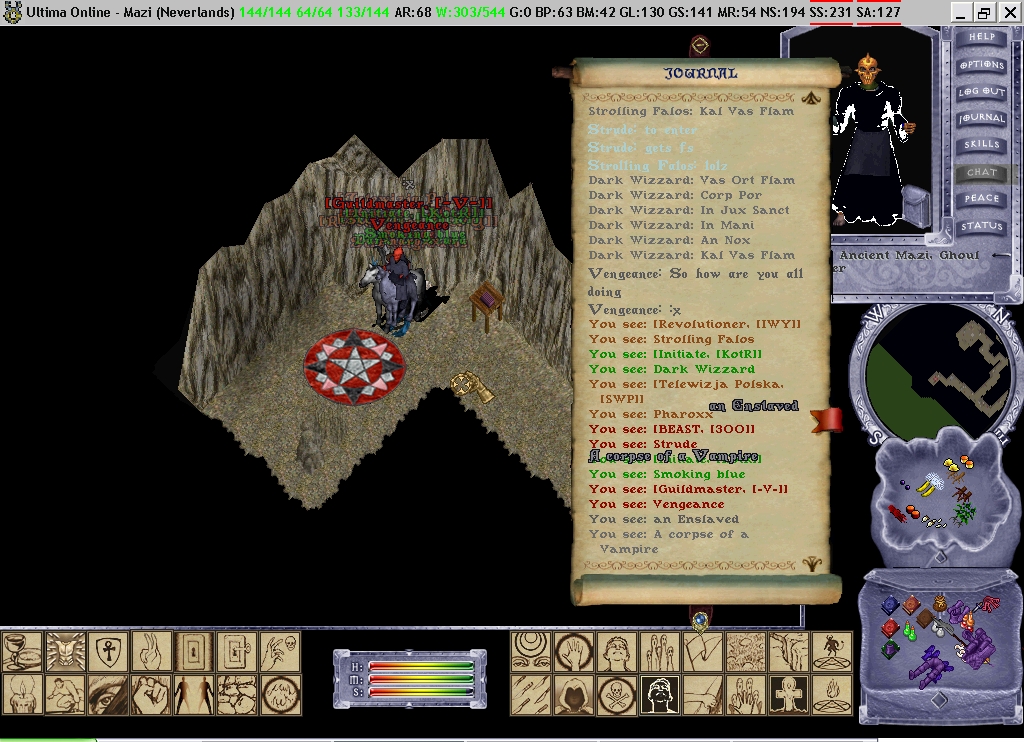 Ultima Online - Mazi (Neverlands) 144/144 64/64 133/144 AR:68 W:303/544 G:0 BP:63 BM:42 GL:130 GS:141 MR:54 NS:194 SS:231 SA:127
HELP
OPTIONS
LOG OUT
JOURNAL
SKILLS
CHAT
PEACE
STATUS
Ancient Mazi, Ghoul
er
W
N
S
JOURNAL
Strolling Falos: Kal Vas Flam
Strude: to enter
Strude: gets fs
Strolling Falos: lolz
Dark Wizzard: Vas Ort Flam
Dark Wizzard: Corp Por
Dark Wizzard: In Jux Sanct
Dark Wizzard: In Mani
Dark Wizzard: An Nox
Dark Wizzard: Kal Vas Flam
Vengeance: So how are you all
doing
Vengeance: :x
You see: [Revolutioner, [IWY]]
You see: Strolling Falos
You see: [Initiate, [KotR]]
You see: Dark Wizzard
You see: [Telewizja Polska,
[SWP]]
You see: Pharoxx
an Enslaved
You see: [BEAST, [3OO]]
You see: Strude
A corpse of a Vampire
You see: Smoking blue
You see: [Guildmaster, [-V-]]
You see: Vengeance
You see: an Enslaved
You see: A corpse of a
Vampire
:x
[Guildmaster, [-V-]]
[Initiate, [KotR]]
Vengeance
Smoking blue
H:
M:
S: